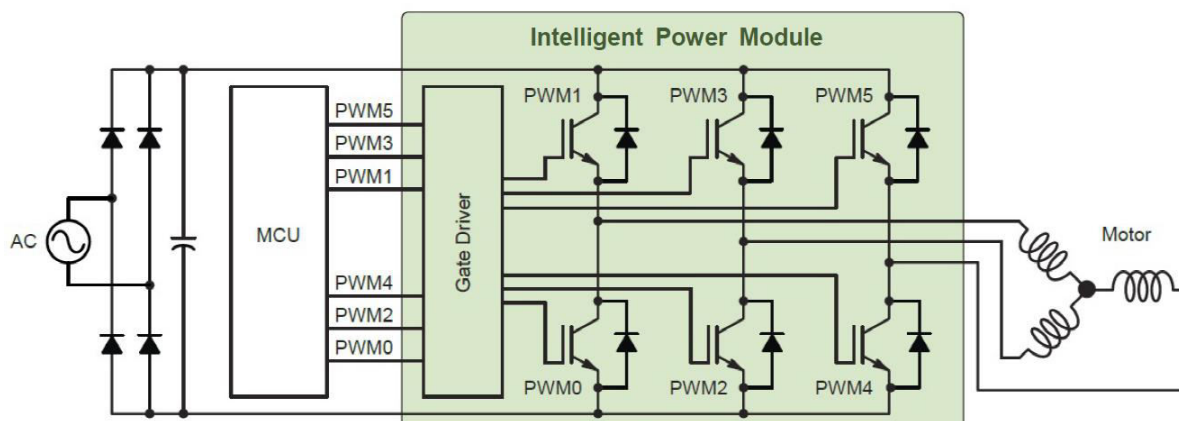 Intelligent Power Module
PWM1 PWM3 PWM5
PWM5
PWM3
PWM1
AC
MCU
Gate Driver
Motor
PWM4
PWM2
PWM0
PWM0 PWM2 PWM4